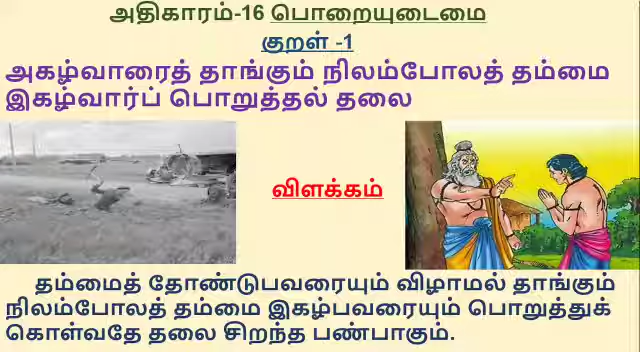 அதிகாரம்-16 பொறையுடைமை
குறள் -1
அகழ்வாரைத் தாங்கும் நிலம்போலத் தம்மை
இகழ்வார்ப் பொறுத்தல் தலை
விளக்கம்
தம்மைத் தோண்டுபவரையும் விழாமல் தாங்கும்
நிலம்போலத் தம்மை இகழ்பவரையும் பொறுத்துக்
கொள்வதே தலை சிறந்த பண்பாகும்.